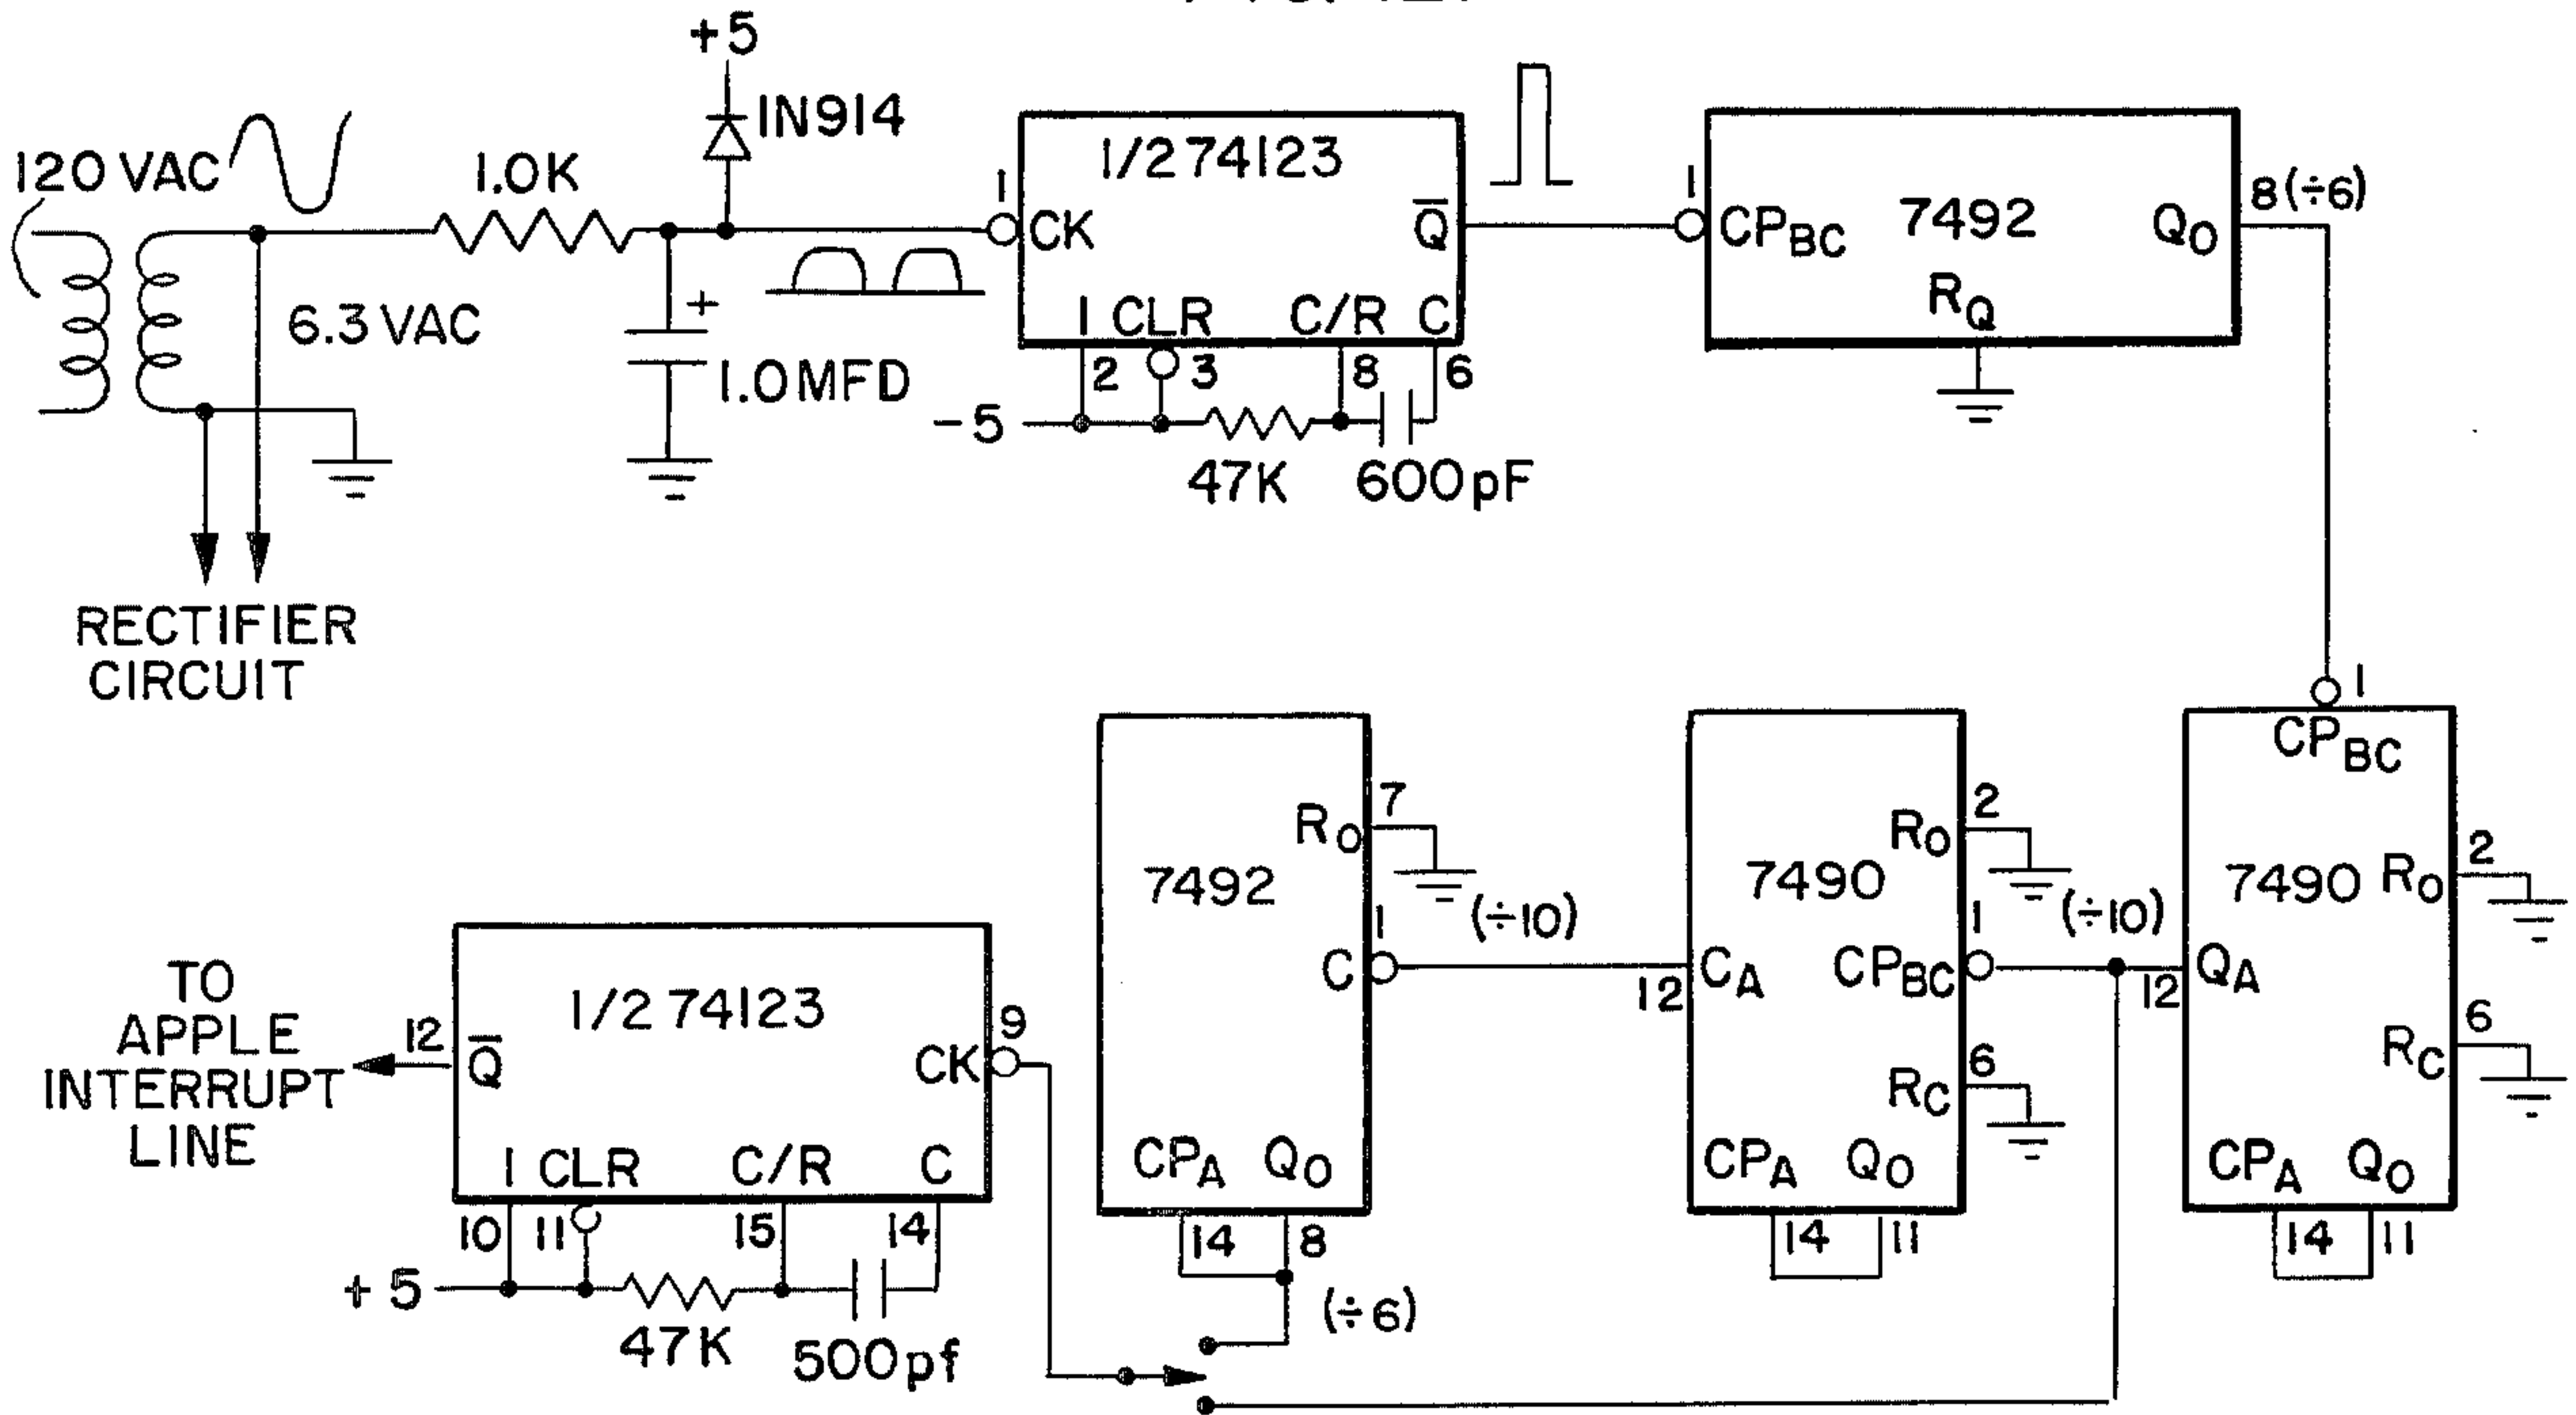 +5
IN914
120 VAC
1.0K
6.3 VAC
+
1.0 MFD
1
CK
1/2 74123
Q̅
1 CLR C/R C
2 3 8 6
-5
47K
600pF
1
CP_BC
7492
Q_O
R_Q
8 (÷6)
RECTIFIER
CIRCUIT
1
CP_BC
7490
R_O
2
Q_A
12
R_C
6
CP_A Q_O
14 11
(÷10)
7490
R_O
2
1
CP_BC
C_A
12
R_C
6
CP_A Q_O
14 11
(÷10)
7492
R_O
7
1
C
CP_A Q_O
14 8
(÷6)
1/2 74123
9
CK
12
Q̅
1 CLR C/R C
10 11 15 14
+5
47K
500pf
TO
APPLE
INTERRUPT
LINE